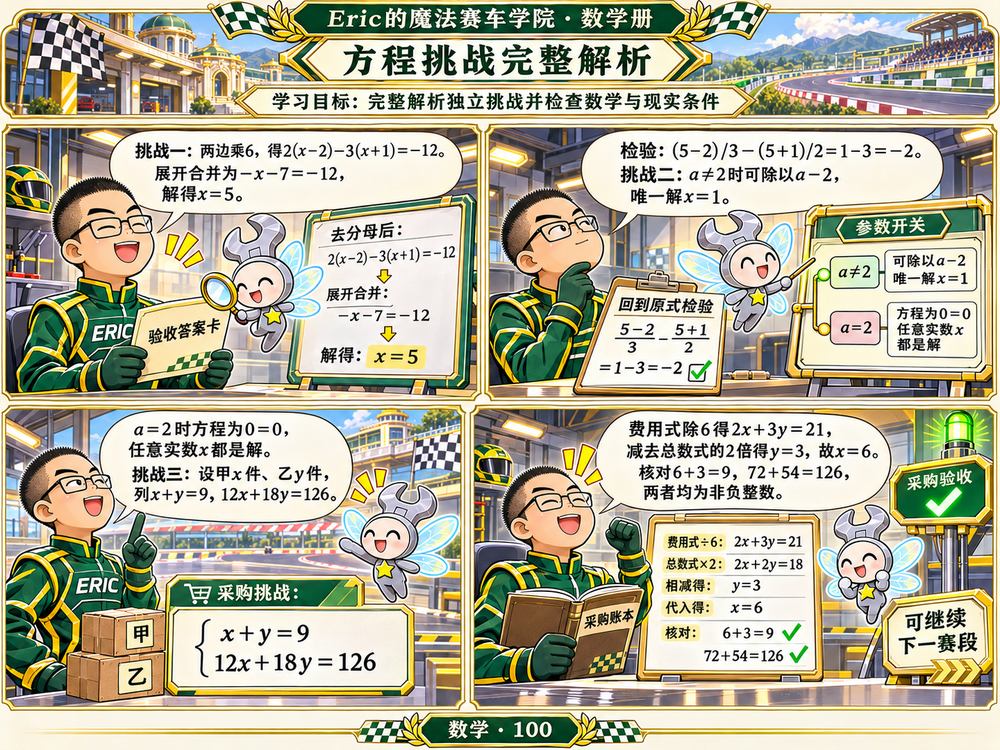 Eric的魔法赛车学院·数学册
方程挑战完整解析
学习目标：完整解析独立挑战并检查数学与现实条件
挑战一：两边乘6，得2(x−2)−3(x+1)=−12。
展开合并为−x−7=−12，
解得x=5。
ERIC
验收答案卡
去分母后：
2(x−2)−3(x+1)=−12
展开合并：
−x−7=−12
解得：x=5
检验：(5−2)/3−(5+1)/2=1−3=−2。
挑战二：a≠2时可除以a−2，
唯一x=1。
回到原式检验
(5−2)/3−(5+1)/2
=1−3=−2
参数开关
a≠2
可除以a−2
唯一解x=1
a=2
方程为0=0
任意实数x
都是解
a=2时方程为0=0，
任意实数x都是解。
挑战三：设甲x件、乙y件，
列x+y=9，12x+18y=126。
ERIC
甲
乙
采购挑战：
x+y=9
12x+18y=126
费用式除6得2x+3y=21，
减去总数式的2倍得y=3，故x=6。
核对6+3=9，72+54=126，
两者均为非负整数。
采购账本
费用式÷6：2x+3y=21
总数式×2：2x+2y=18
相减得：y=3
代入得：x=6
核对：6+3=9 ✓
72+54=126 ✓
采购验收
可继续
下一赛段
数学·100